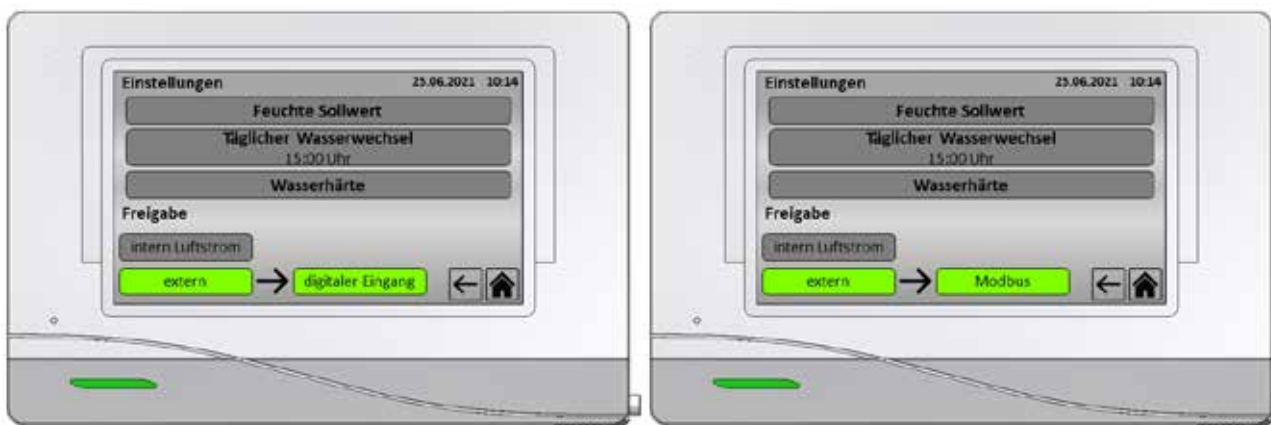 Einstellungen 25.06.2021 10:14
Feuchte Sollwert
Täglicher Wasserwechsel
15:00 Uhr
Wasserhärte
Freigabe
intern Luftstrom
extern digitaler Eingang
Einstellungen 25.06.2021 10:14
Feuchte Sollwert
Täglicher Wasserwechsel
15:00 Uhr
Wasserhärte
Freigabe
intern Luftstrom
extern Modbus